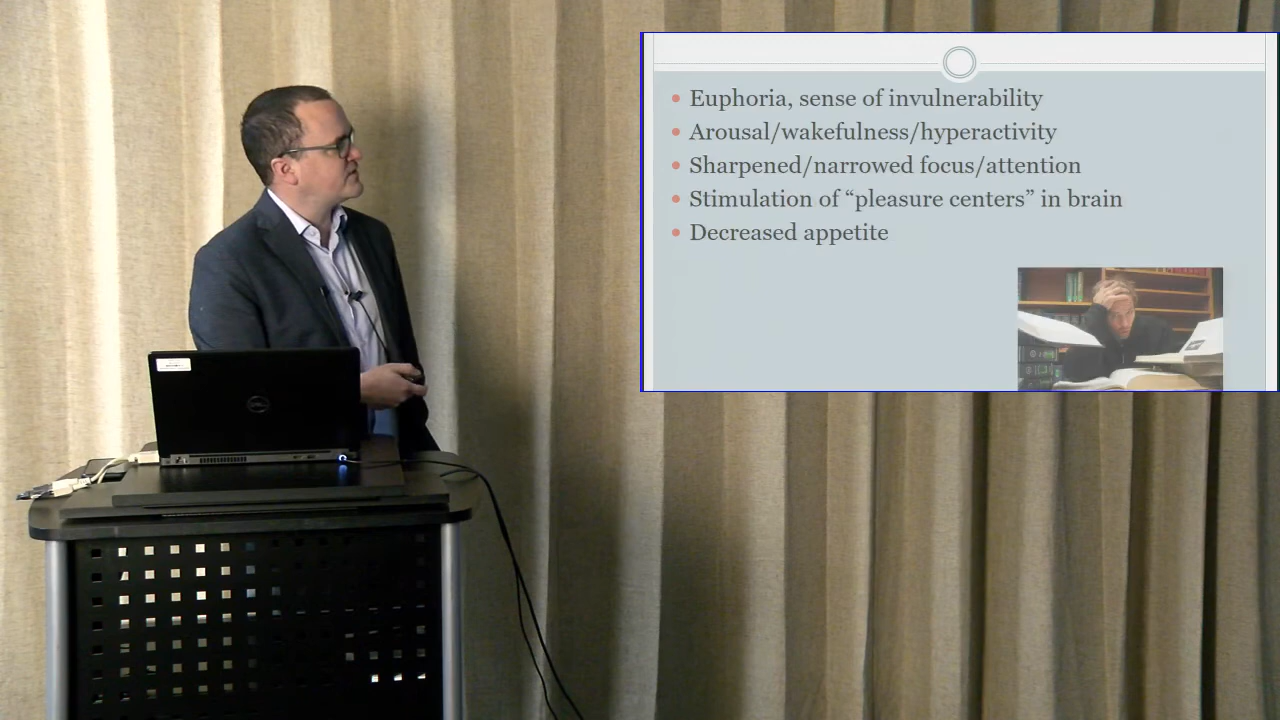 • Euphoria, sense of invulnerability
• Arousal/wakefulness/hyperactivity
• Sharpened/narrowed focus/attention
• Stimulation of “pleasure centers” in brain
• Decreased appetite
DELL